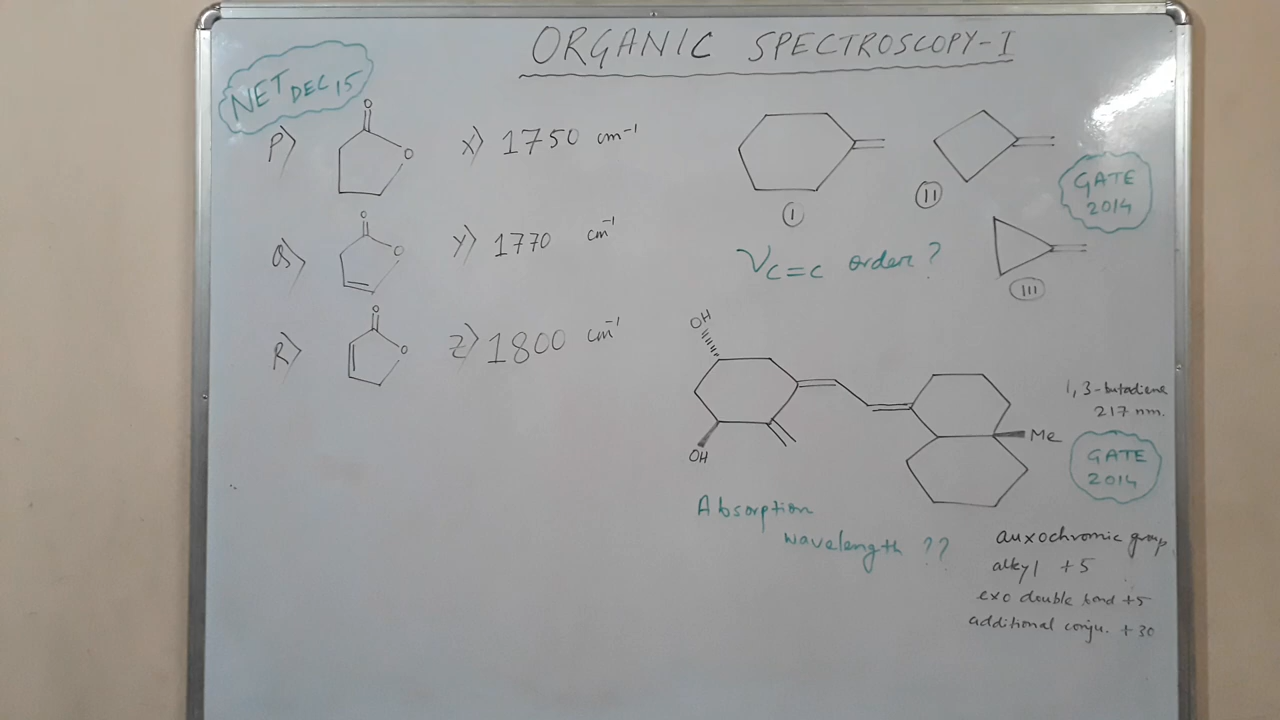 ORGANIC SPECTROSCOPY-I
NET DEC 15
P)
O
O
X) 1750 cm⁻¹
Q)
O
O
Y) 1770 cm⁻¹
R)
O
O
Z) 1800 cm⁻¹
I
II
III
GATE
2014
νC=C order?
OH
OH
Me
1,3-butadiene
217 nm.
GATE
2014
Absorption
wavelength ??
auxochromic group
alkyl +5
exo double bond +5
additional conju. +30